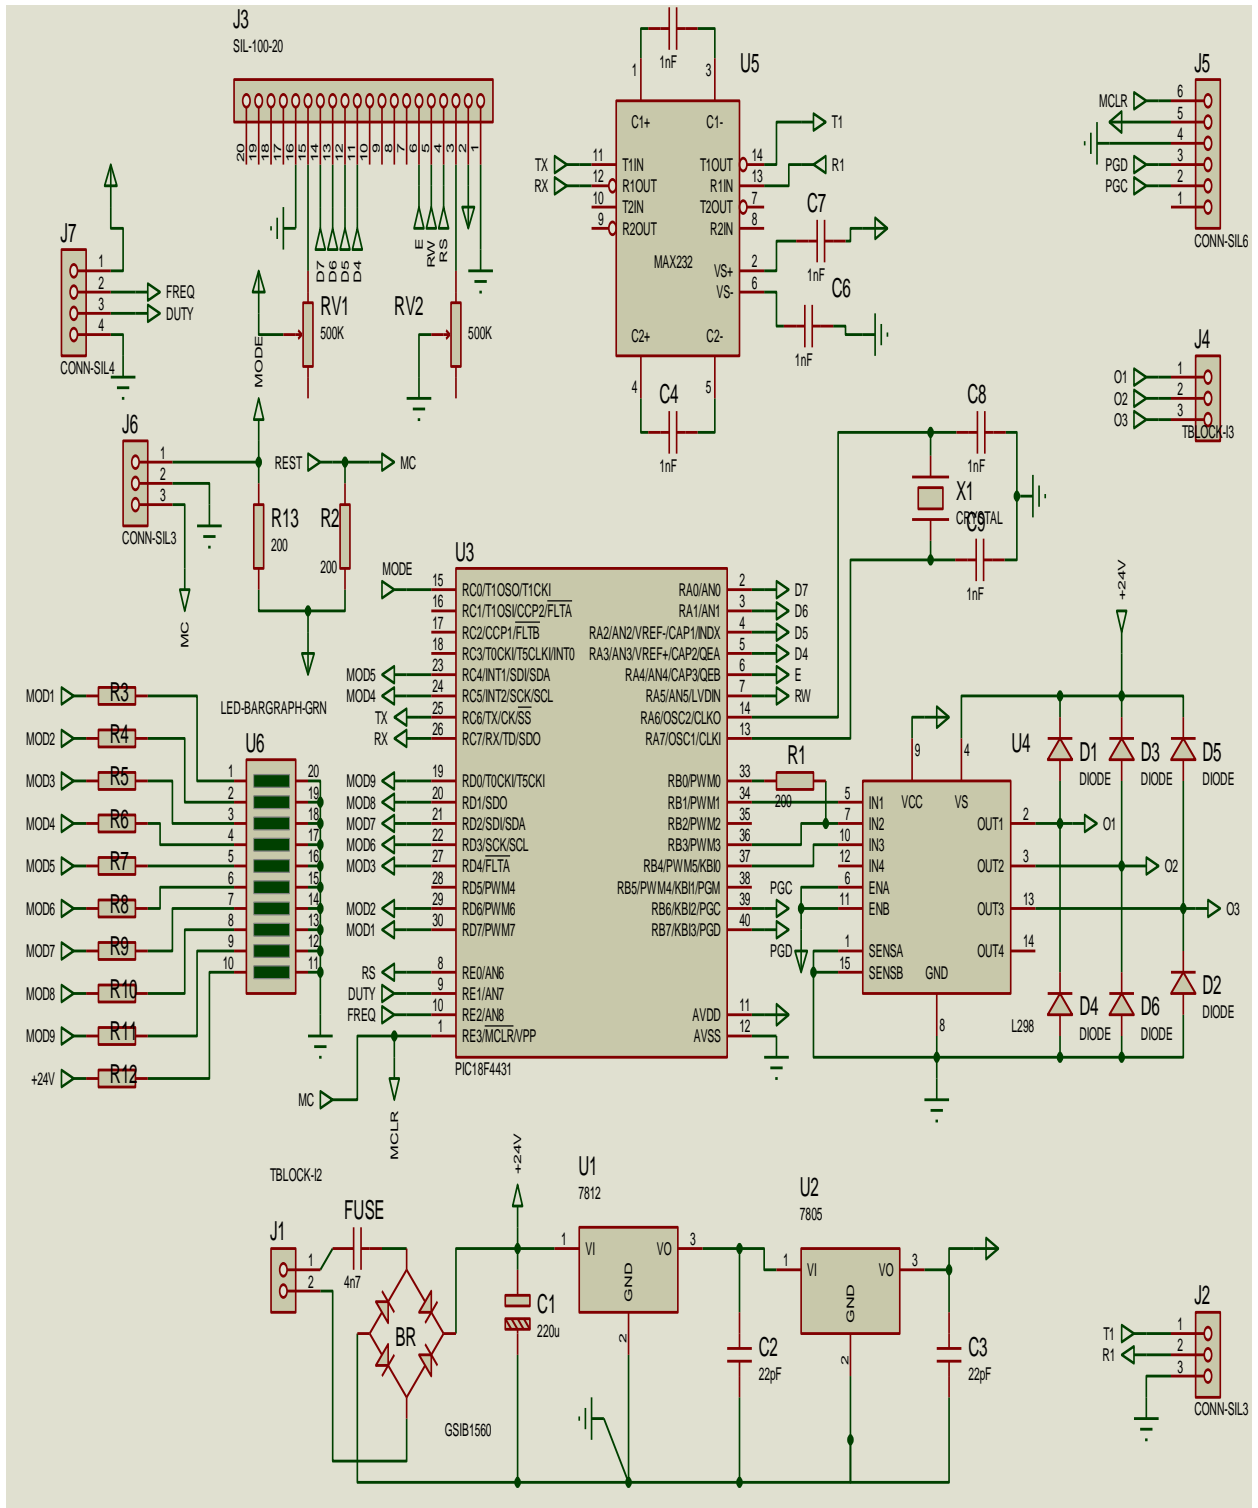 J3
SIL-100-20
20 19 18 17 16 15 14 13 12 11 10 9 8 7 6 5 4 3 2 1
D7 D6 D5 D4
E RW RS
RV1
500K
RV2
500K
MODE
J7
1
2 FREQ
3 DUTY
4
CONN-SIL4
J6
1
2
3
CONN-SIL3
MC
REST MC
R13
200
R2
200
1nF
1 3
U5
C1+ C1-
TX 11 T1IN T1OUT 14 T1
RX 12 R1OUT R1IN 13 R1
10 T2IN T2OUT 7
9 R2OUT R2IN 8
MAX232
VS+ 2
VS- 6
C2+ C2-
4 5
C7
1nF
C6
1nF
C4
1nF
J5
MCLR 6
5
4
PGD 3
PGC 2
1
CONN-SIL6
J4
O1 1
O2 2
O3 3
TBLOCK-I3
C8
1nF
X1
CRYSTAL
C9
1nF
U3
MODE 15 RC0/T1OSO/T1CKI
16 RC1/T1OSI/CCP2/FLTA
17 RC2/CCP1/FLTB
18 RC3/T0CKI/T5CLKI/INT0
MOD5 23 RC4/INT1/SDI/SDA
MOD4 24 RC5/INT2/SCK/SCL
TX 25 RC6/TX/CK/SS
RX 26 RC7/RX/TD/SDO
MOD9 19 RD0/T0CKI/T5CKI
MOD8 20 RD1/SDO
MOD7 21 RD2/SDI/SDA
MOD6 22 RD3/SCK/SCL
MOD3 27 RD4/FLTA
28 RD5/PWM4
MOD2 29 RD6/PWM6
MOD1 30 RD7/PWM7
RS 8 RE0/AN6
DUTY 9 RE1/AN7
FREQ 10 RE2/AN8
1 RE3/MCLR/VPP
RA0/AN0 2 D7
RA1/AN1 3 D6
RA2/AN2/VREF-/CAP1/INDX 4 D5
RA3/AN3/VREF+/CAP2/QEA 5 D4
RA4/AN4/CAP3/QEB 6 E
RA5/AN5/LVDIN 7 RW
RA6/OSC2/CLKO 14
RA7/OSC1/CLKI 13
RB0/PWM0 33
RB1/PWM1 34
RB2/PWM2 35
RB3/PWM3 36
RB4/PWM5/KBI0 37
RB5/PWM4/KBI1/PGM 38
RB6/KBI2/PGC 39 PGC
RB7/KBI3/PGD 40 PGD
AVDD 11
AVSS 12
PIC18F4431
MC
MCLR
R1
200
MOD1 R3
MOD2 R4
MOD3 R5
MOD4 R6
MOD5 R7
MOD6 R8
MOD7 R9
MOD8 R10
MOD9 R11
+24V R12
LED-BARGRAPH-GRN
U6
1 20
2 19
3 18
4 17
5 16
6 15
7 14
8 13
9 12
10 11
+24V
9 4
U4
VCC VS
5 IN1 OUT1 2 O1
7 IN2
10 IN3 OUT2 3 O2
12 IN4
6 ENA
11 ENB OUT3 13 O3
1 SENSA OUT4 14
15 SENSB GND
8
L298
D1
DIODE
D3
DIODE
D5
DIODE
D4
DIODE
D6
DIODE
D2
DIODE
TBLOCK-I2
J1
1
2
FUSE
4n7
BR
GSIB1560
+24V
C1
220u
U1
7812
1 VI VO 3
GND
2
C2
22pF
U2
7805
1 VI VO 3
GND
2
C3
22pF
J2
T1 1
R1 2
3
CONN-SIL3